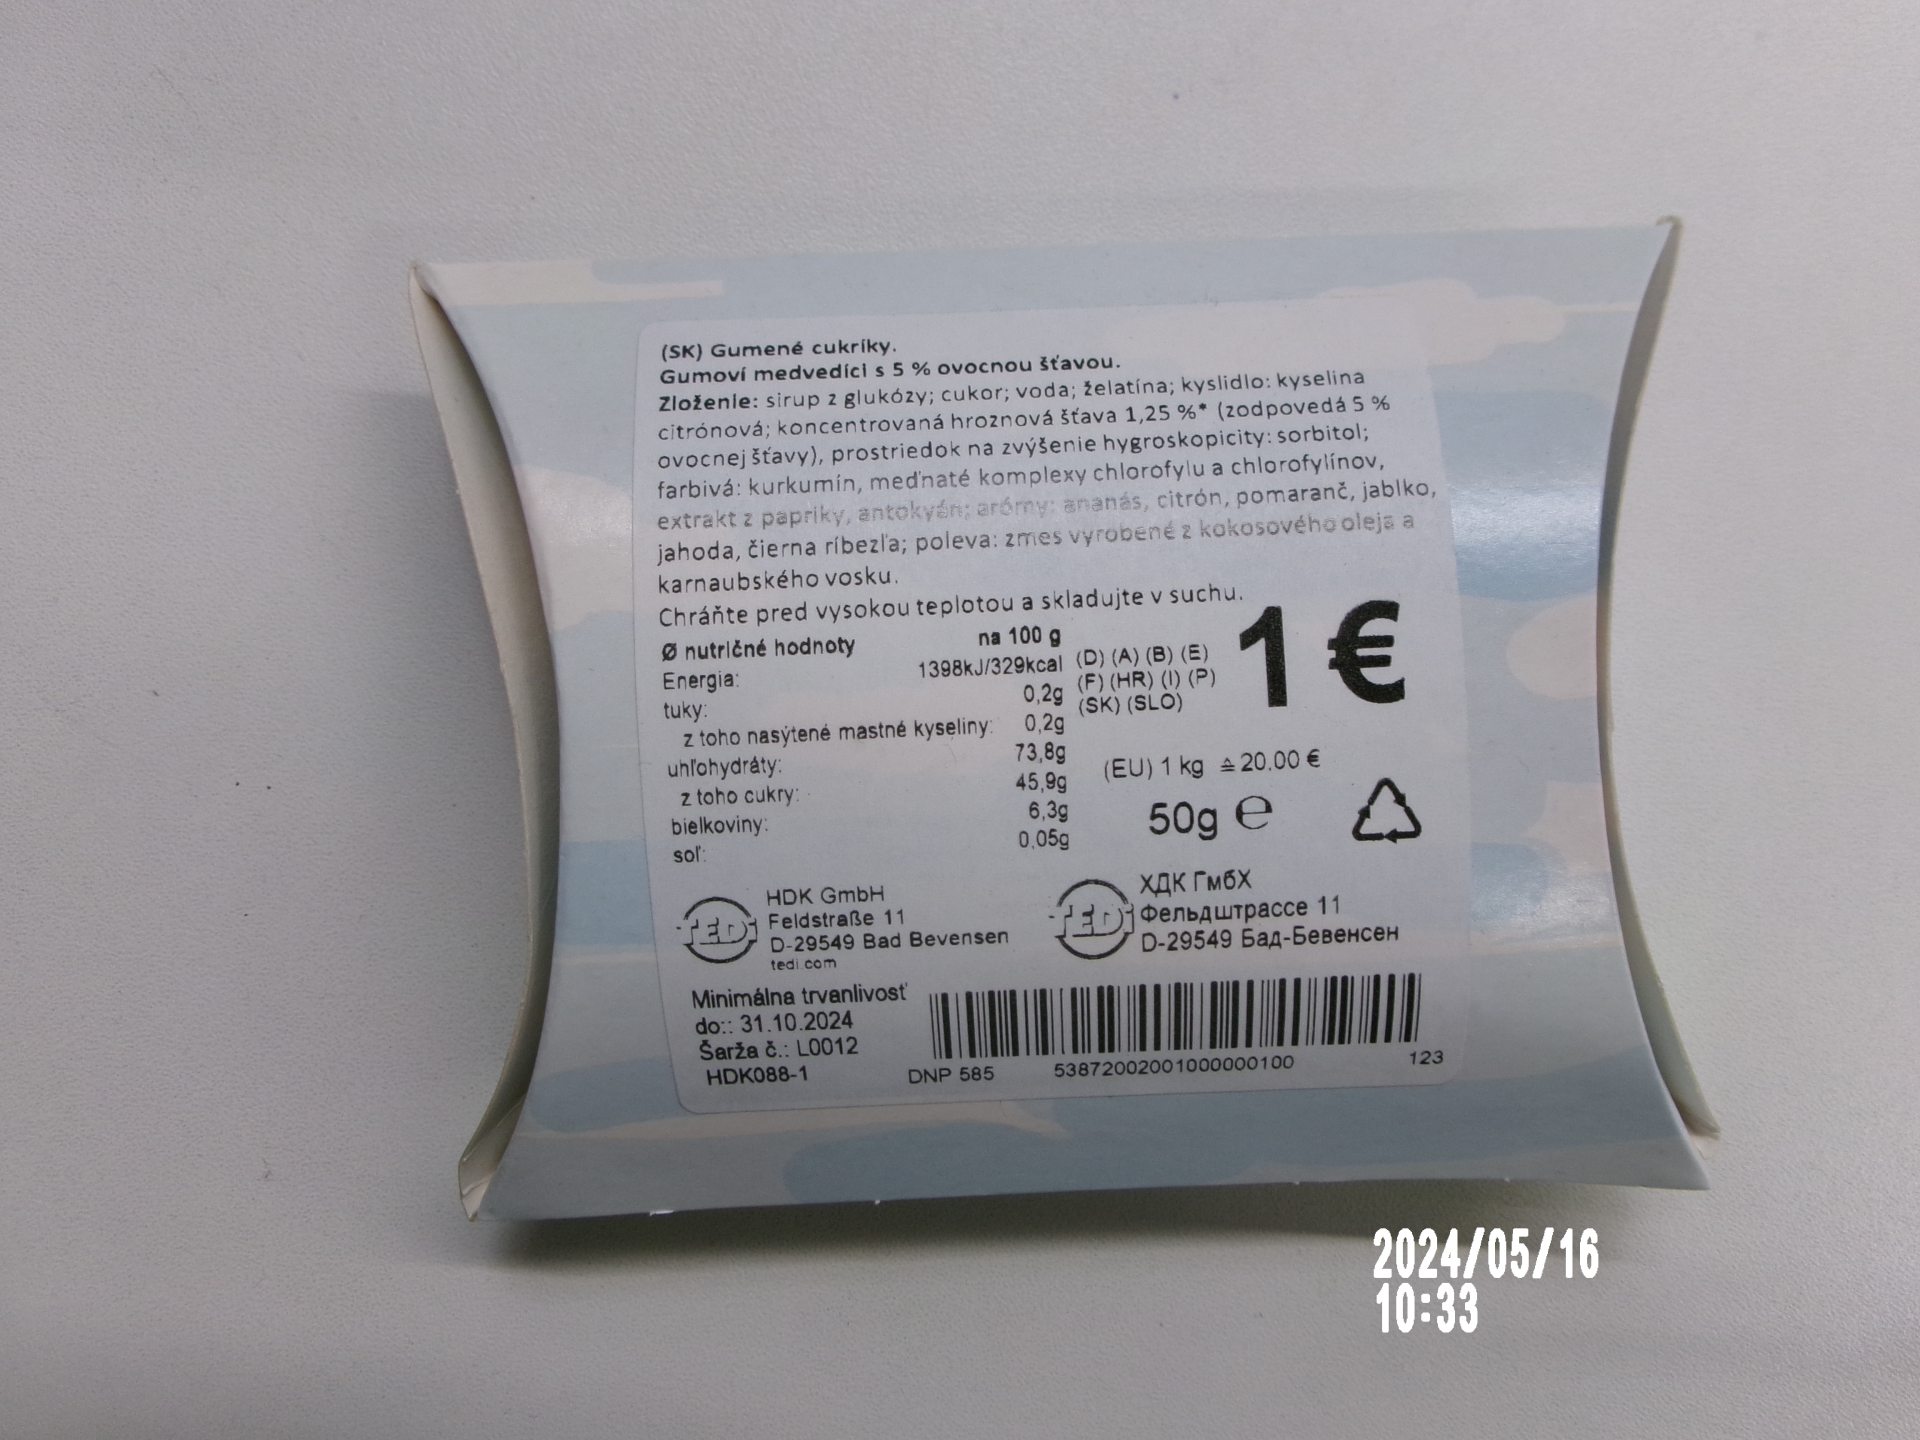 (SK) Gumené cukríky.
Gumoví medvedíci s 5 % ovocnou šťavou.
Zloženie: sirup z glukózy; cukor; voda; želatína; kyslidlo: kyselina
citrónová; koncentrovaná hroznová šťava 1,25 %* (zodpovedá 5 %
ovocnej šťavy), prostriedok na zvýšenie hygroskopicity: sorbitol;
farbivá: kurkumín, meďnaté komplexy chlorofylu a chlorofylínov,
extrakt z papriky, antokyán; arómy: ananás, citrón, pomaranč, jablko,
jahoda, čierna ríbezľa; poleva: zmes vyrobené z kokosového oleja a
karnaubského vosku.
Chráňte pred vysokou teplotou a skladujte v suchu.
Ø nutričné hodnoty na 100 g
Energia: 1398kJ/329kcal
tuky: 0,2g
z toho nasýtené mastné kyseliny: 0,2g
uhľohydráty: 73,8g
z toho cukry: 45,9g
bielkoviny: 6,3g
soľ: 0,05g
(D) (A) (B) (E)
(F) (HR) (I) (P)
(SK) (SLO)
1 €
(EU) 1 kg ≙ 20.00 €
50g ℮
TEDi
HDK GmbH
Feldstraße 11
D-29549 Bad Bevensen
tedi.com
TEDi
ХДК ГмбХ
Фельдштрассе 11
D-29549 Бад-Бевенсен
Minimálna trvanlivosť
do:: 31.10.2024
Šarža č.: L0012
HDK088-1
DNP 585 53872002001000000100 123
2024/05/16
10:33